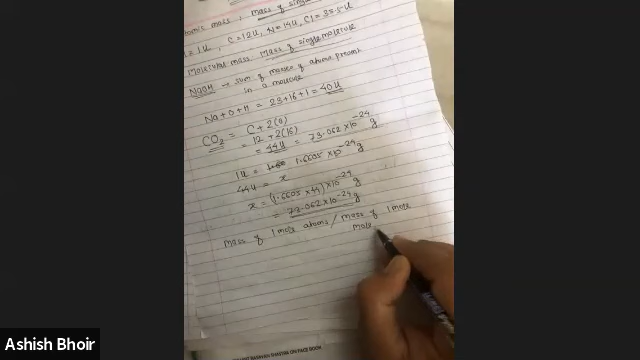 atomic mass, Mass of single
= 1U, C = 12U, N = 14U, Cl = 35.5U
Molecular mass, Mass of single molecule
NaOH → sum of masses of atoms present
in a molecule
Na + O + H = 23+16+1 = 40U
CO2 = C + 2(O)
= 12 + 2(16)
= 44U = 73.062 × 10^-24 g
1U = 1.6605 × 10^-24 g
44U = x
x = (1.6605 × 44) × 10^-24 g
= 73.062 × 10^-24 g
Mass of 1 mole atoms / mass of 1 mole
mole
Ashish Bhoir